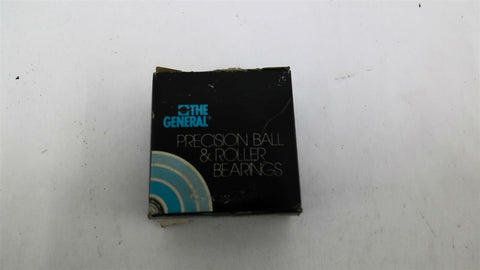 THE
GENERAL®
PRECISION BALL
& ROLLER
BEARINGS